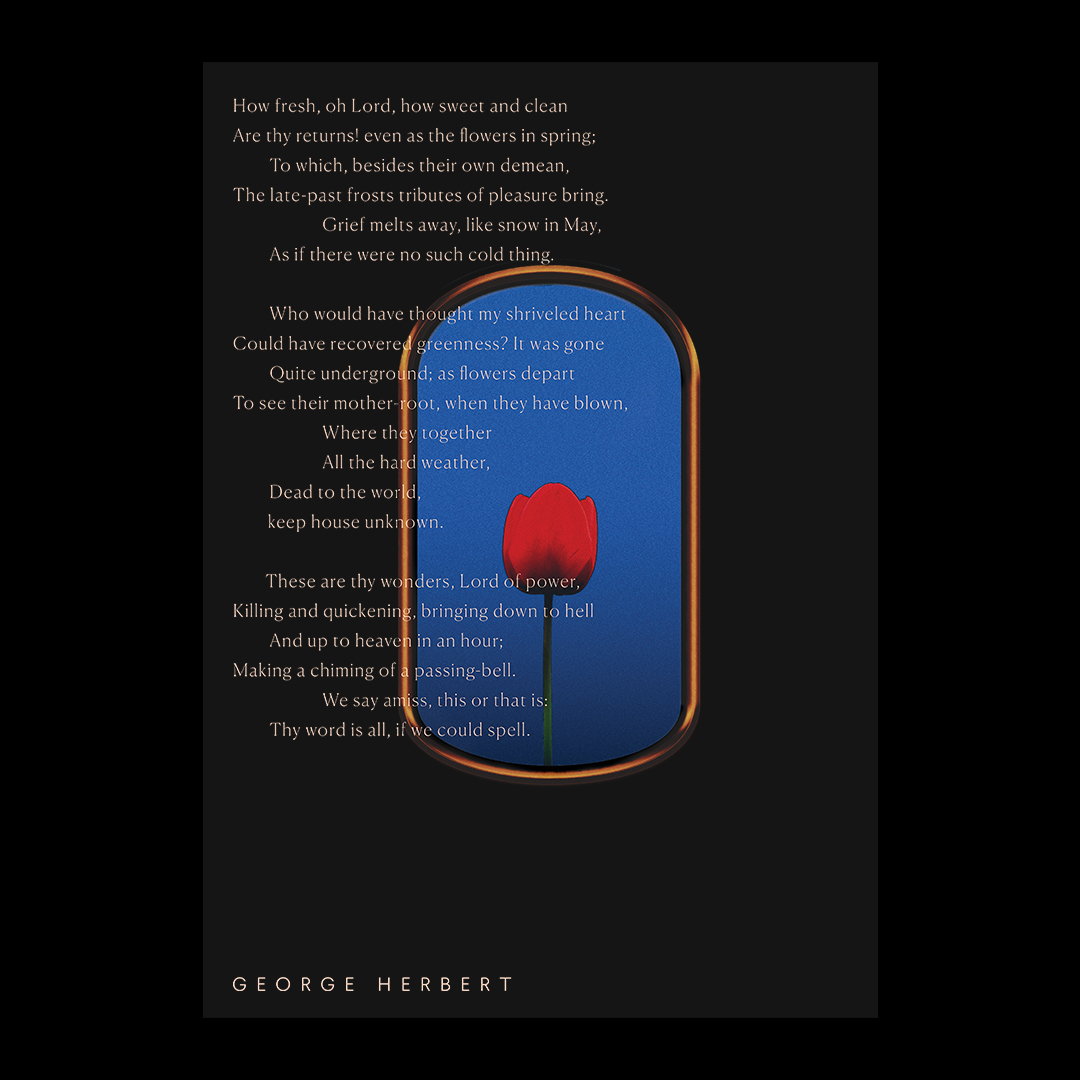 How fresh, oh Lord, how sweet and clean
Are thy returns! even as the flowers in spring;
To which, besides their own demean,
The late-past frosts tributes of pleasure bring.
Grief melts away, like snow in May,
As if there were no such cold thing.
Who would have thought my shriveled heart
Could have recovered greenness? It was gone
Quite underground; as flowers depart
To see their mother-root, when they have blown,
Where they together
All the hard weather,
Dead to the world,
keep house unknown.
These are thy wonders, Lord of power,
Killing and quickening, bringing down to hell
And up to heaven in an hour;
Making a chiming of a passing-bell.
We say amiss, this or that is:
Thy word is all, if we could spell.
GEORGE HERBERT